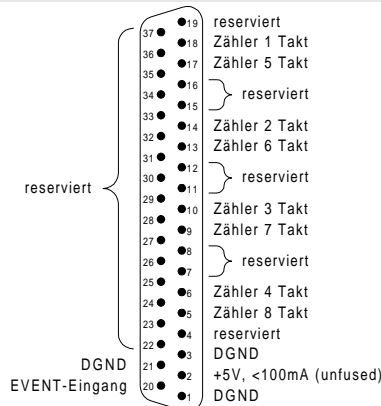 19 reserviert
37
18 Zähler 1 Takt
36
17 Zähler 5 Takt
35
16
34 reserviert
15
33
14 Zähler 2 Takt
32
13 Zähler 6 Takt
31
12
reserviert 30 reserviert
11
29
10 Zähler 3 Takt
28
9 Zähler 7 Takt
27
8
26 reserviert
7
25
6 Zähler 4 Takt
24
5 Zähler 8 Takt
23
4 reserviert
22
3 DGND
DGND 21
2 +5V, <100mA (unfused)
EVENT-Eingang 20
1 DGND